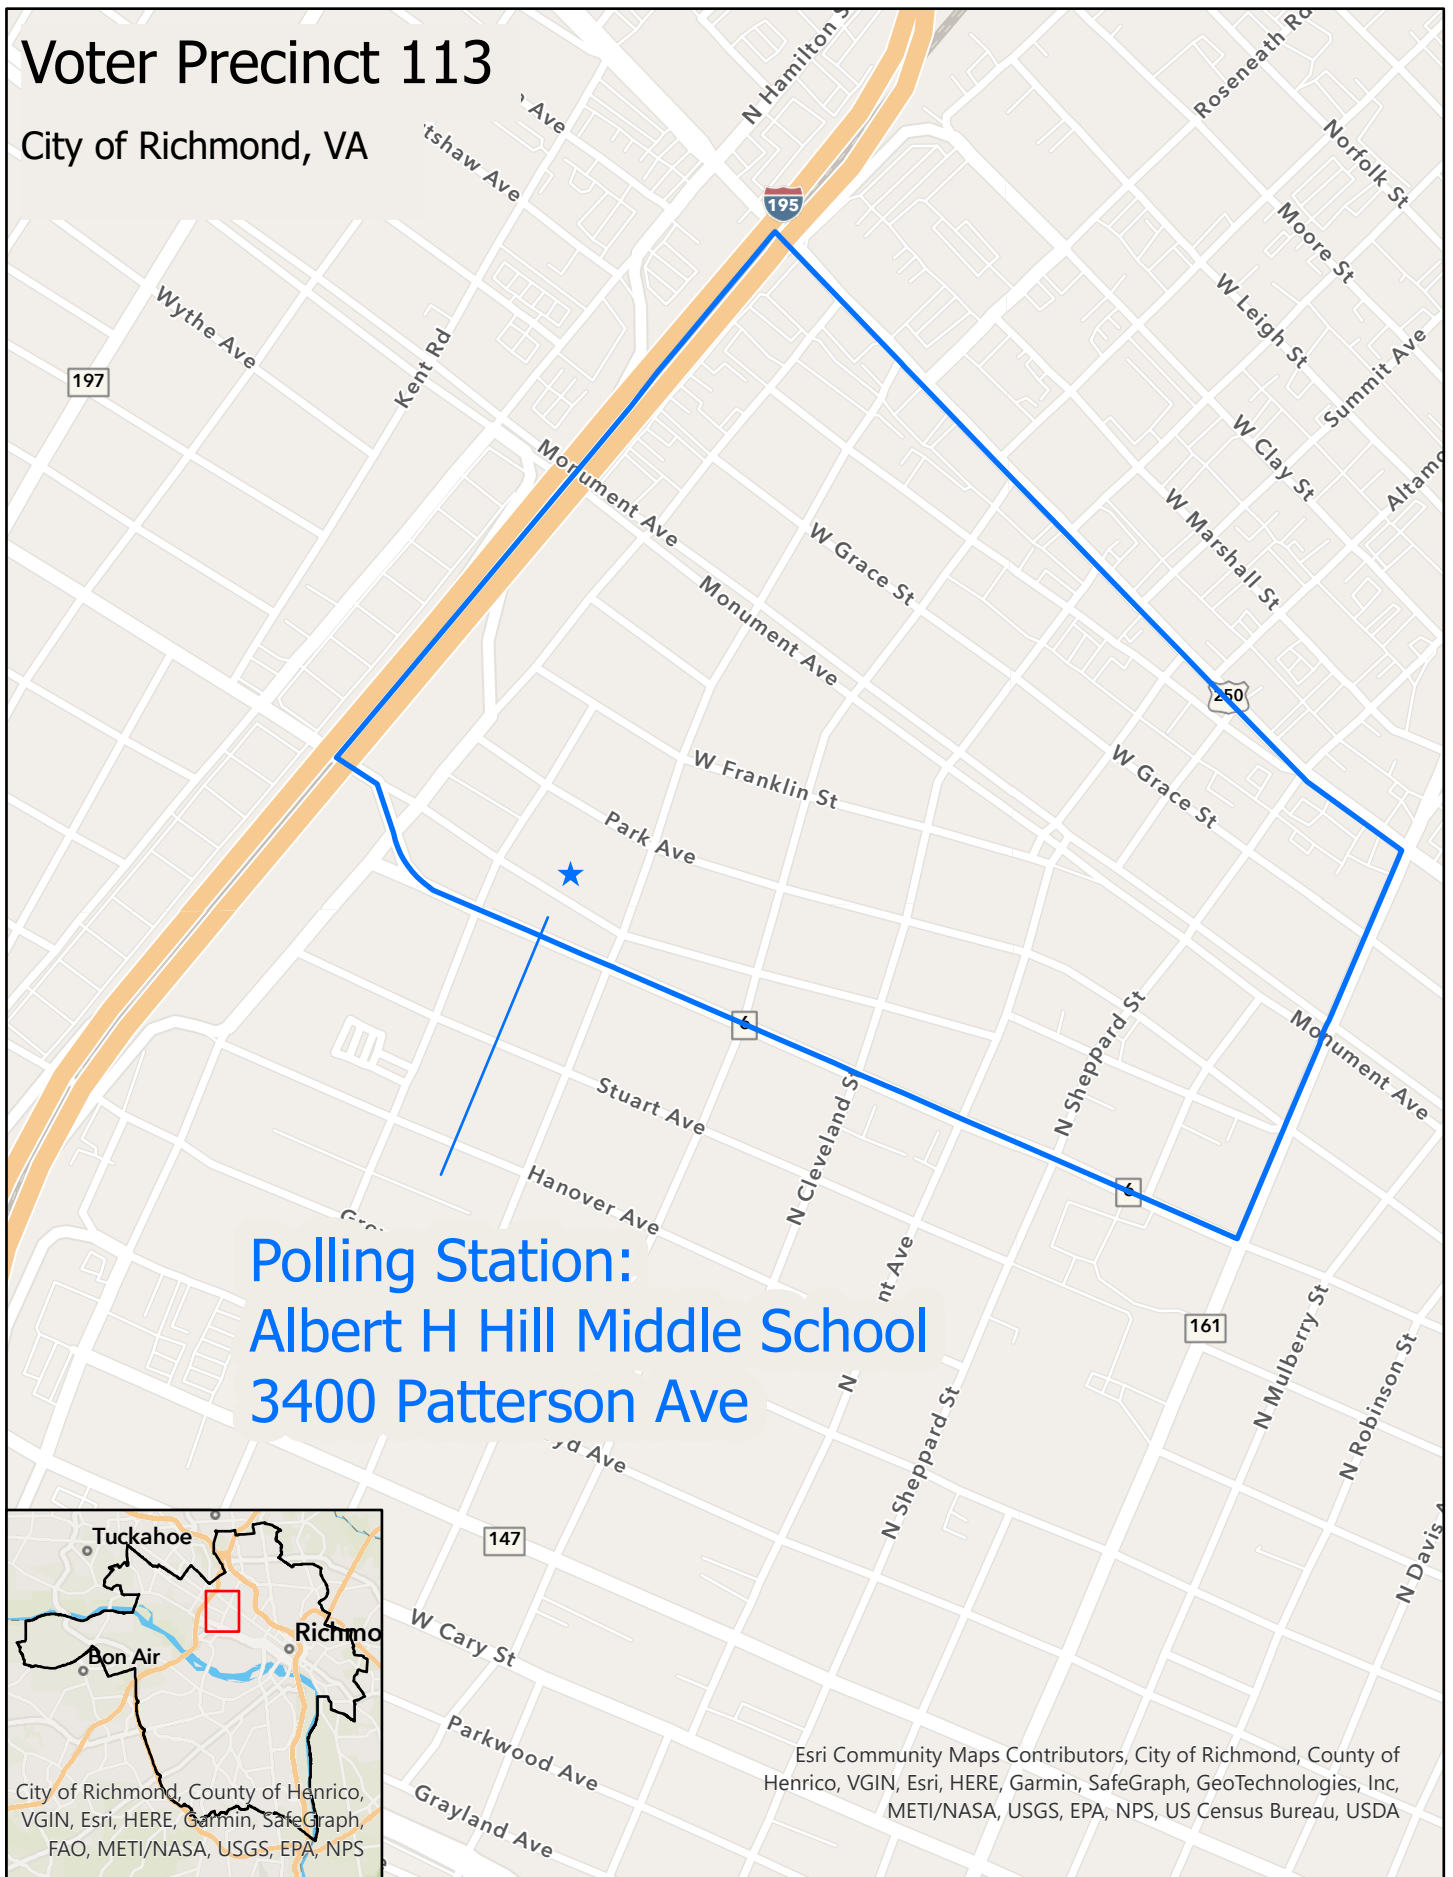 Voter Precinct 113
City of Richmond, VA
N Hamilton S
Roseneath Rd
Ave
tshaw Ave
Norfolk St
195
Moore St
Wythe Ave
W Leigh St
Kent Rd
Summit Ave
197
W Clay St
Monument Ave
Altamo
W Grace St
W Marshall St
Monument Ave
250
W Franklin St
W Grace St
Park Ave
6
N Sheppard St
Monument Ave
Stuart Ave
N Cleveland St
Hanover Ave
6
Polling Station:
Albert H Hill Middle School
3400 Patterson Ave
nt Ave
N
161
N Mulberry St
N Robinson St
N Sheppard St
yd Ave
N Davis A
147
W Cary St
Parkwood Ave
Grayland Ave
Tuckahoe
Richmo
Bon Air
City of Richmond, County of Henrico,
VGIN, Esri, HERE, Garmin, SafeGraph,
FAO, METI/NASA, USGS, EPA, NPS
Esri Community Maps Contributors, City of Richmond, County of
Henrico, VGIN, Esri, HERE, Garmin, SafeGraph, GeoTechnologies, Inc,
METI/NASA, USGS, EPA, NPS, US Census Bureau, USDA